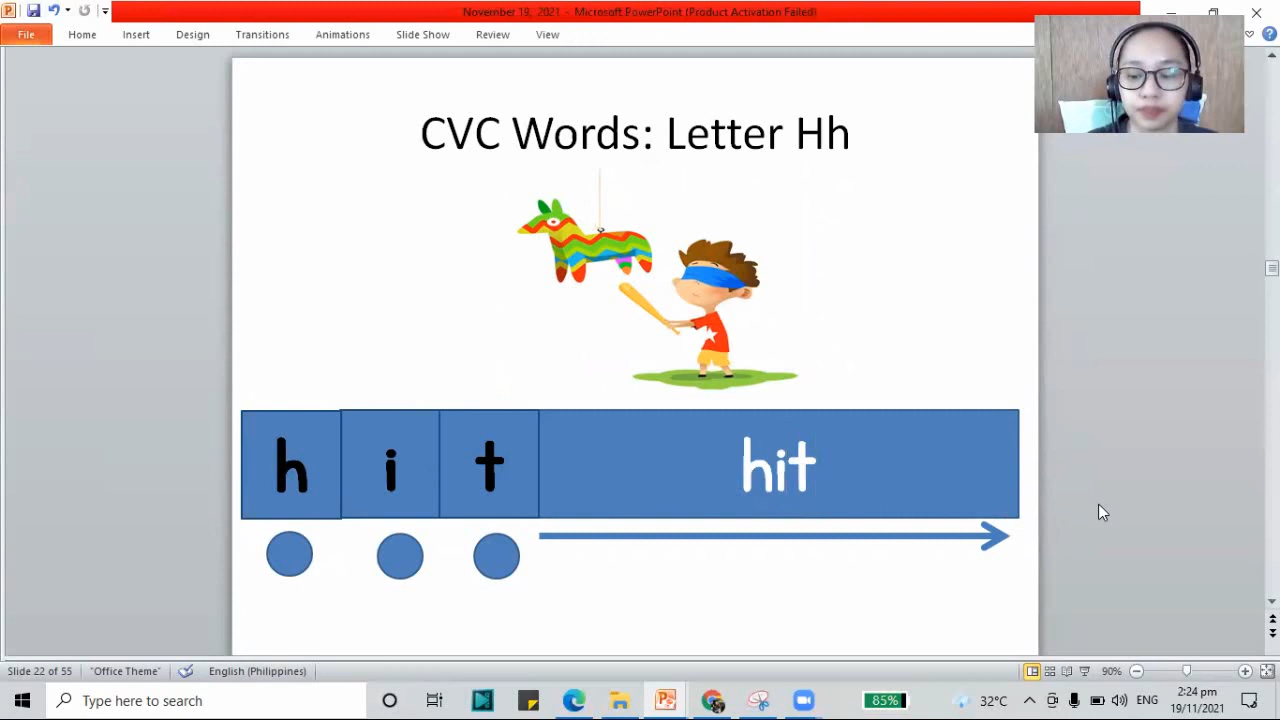 November 19, 2021 - Microsoft PowerPoint (Product Activation Failed)
File Home Insert Design Transitions Animations Slide Show Review View
CVC Words: Letter Hh
h i t hit
Slide 22 of 55 "Office Theme" English (Philippines) 90%
Type here to search 85% 32°C ENG 2:24 pm
19/11/2021